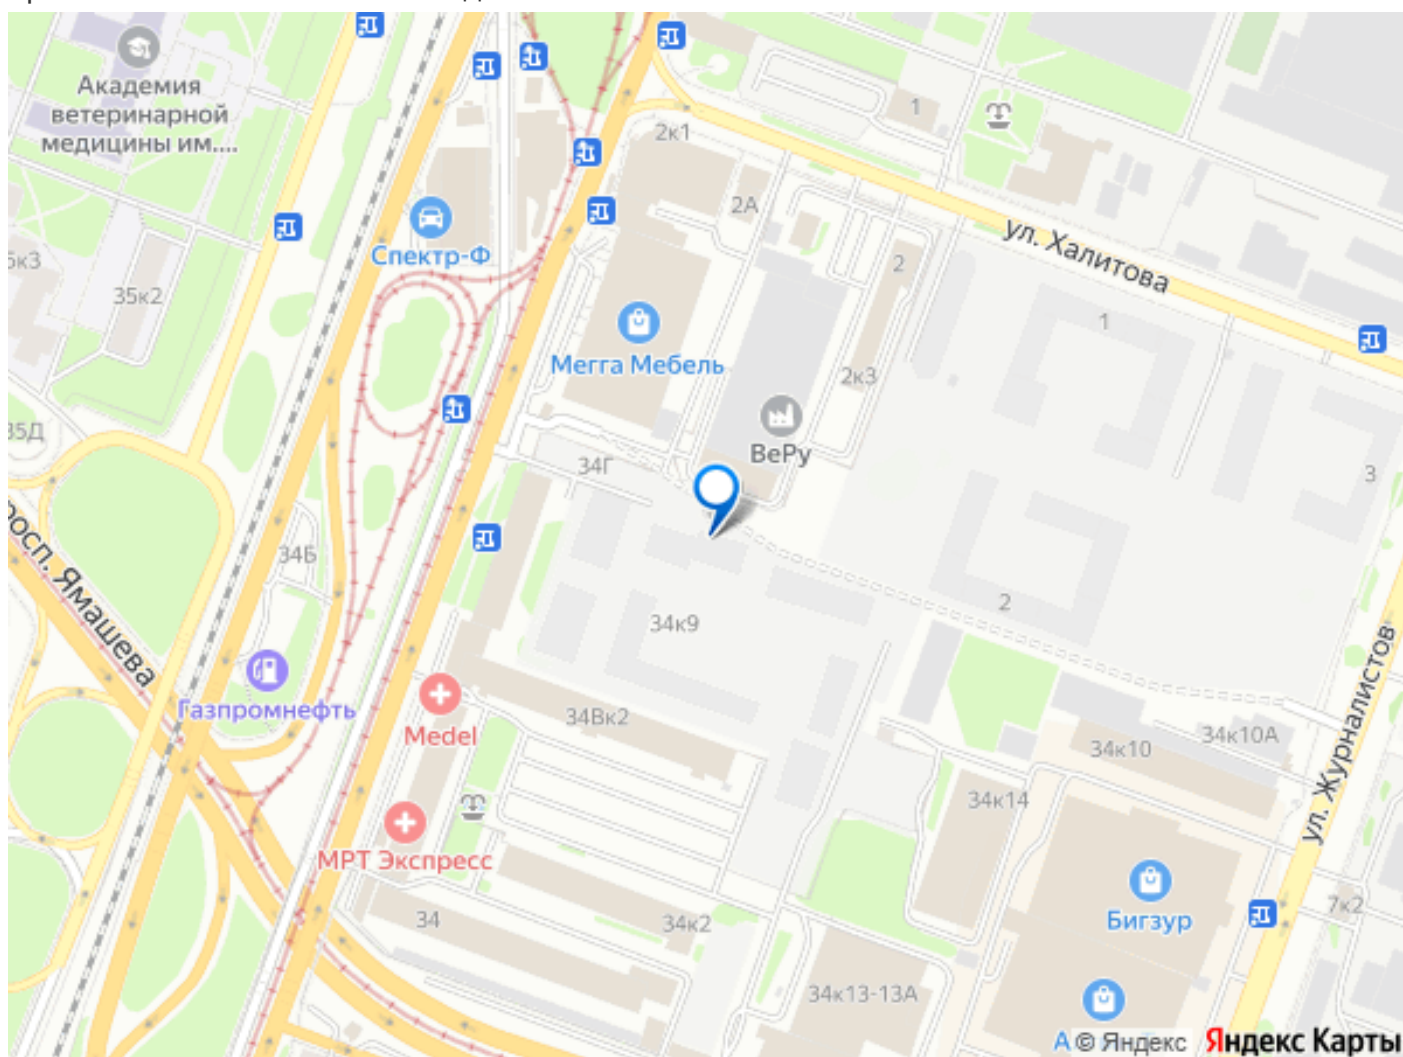 Академия
ветеринарной
медицины им....
2к1
1
2А
ул. Халитова
Спектр-Ф
2
35к2
1
Мегга Мебель
2к3
35Д
ВеРу
34Г
3
просп. Ямашева
34Б
2
34к9
ул. Журналистов
Газпромнефть
34Вк2
Medel
34к10А
34к10
34к14
МРТ Экспресс
7к2
34
34к2
Бигзур
34к13-13А
© Яндекс
Яндекс Карты